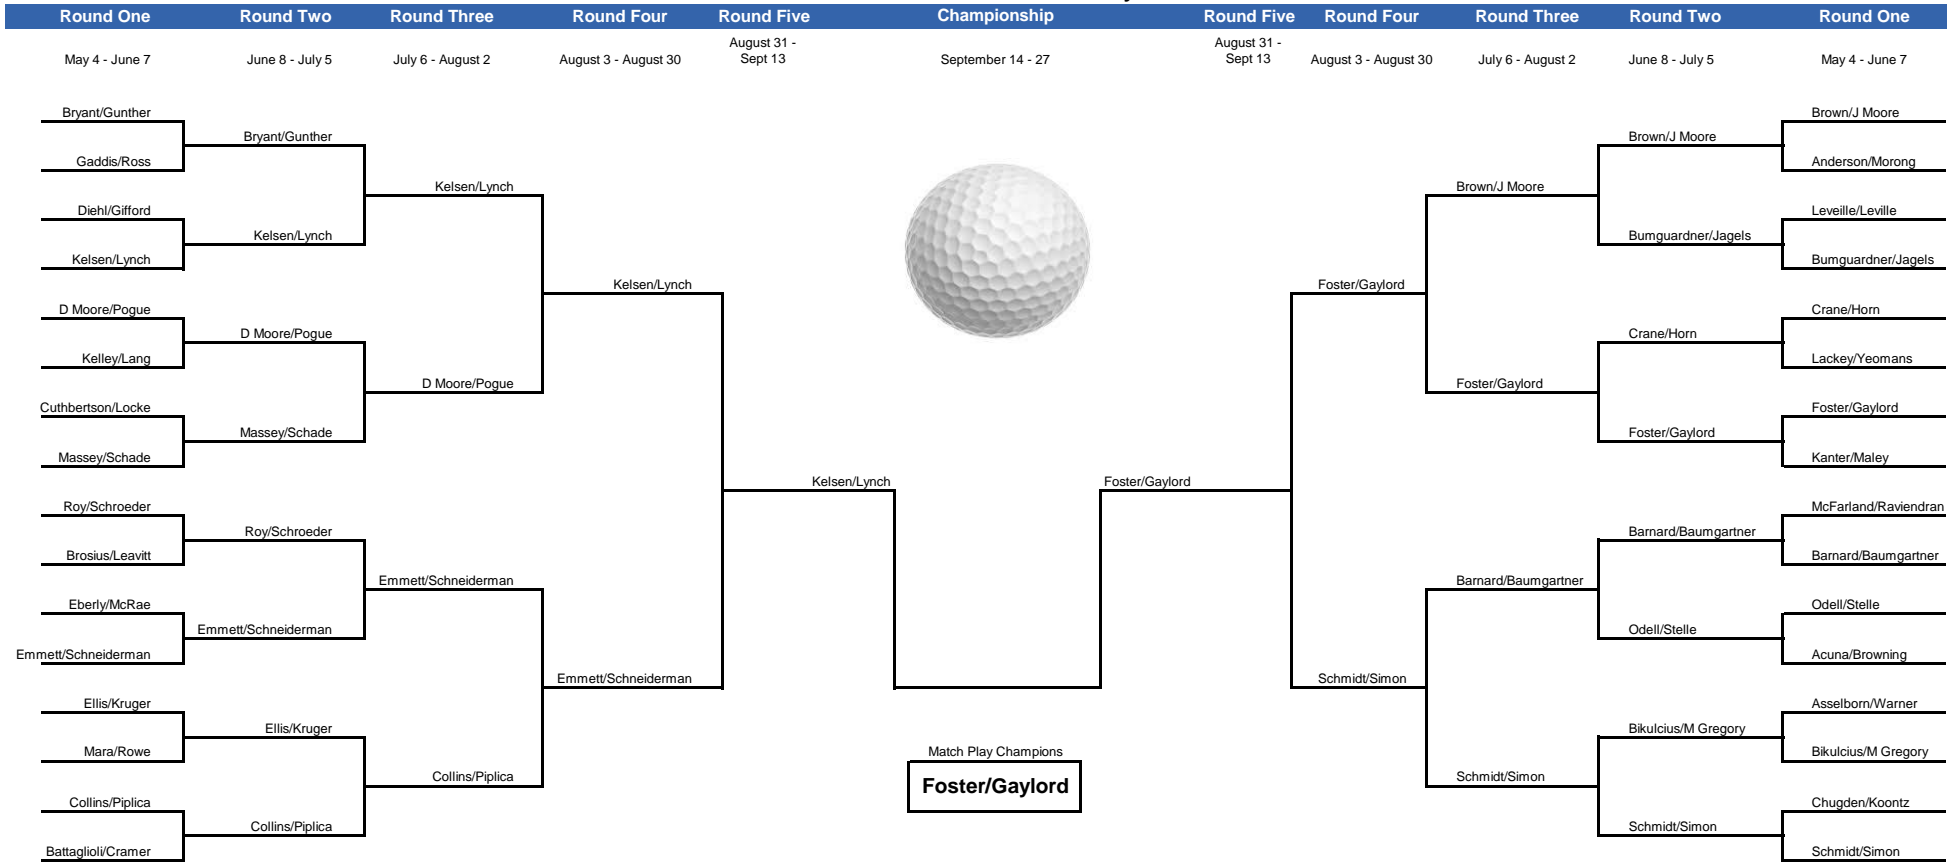 Round One Round Two Round Three Round Four Round Five Championship Round Five Round Four Round Three Round Two Round One
May 4 - June 7 June 8 - July 5 July 6 - August 2 August 3 - August 30 August 31 - Sept 13 September 14 - 27 August 31 - Sept 13 August 3 - August 30 July 6 - August 2 June 8 - July 5 May 4 - June 7
Bryant/Gunther
Gaddis/Ross
Diehl/Gifford
Kelsen/Lynch
D Moore/Pogue
Kelley/Lang
Cuthbertson/Locke
Massey/Schade
Roy/Schroeder
Brosius/Leavitt
Eberly/McRae
Emmett/Schneiderman
Ellis/Kruger
Mara/Rowe
Collins/Piplica
Battaglioli/Cramer
Bryant/Gunther
Kelsen/Lynch
D Moore/Pogue
Massey/Schade
Roy/Schroeder
Emmett/Schneiderman
Ellis/Kruger
Collins/Piplica
Kelsen/Lynch
D Moore/Pogue
Emmett/Schneiderman
Collins/Piplica
Kelsen/Lynch
Emmett/Schneiderman
Kelsen/Lynch
Match Play Champions
Foster/Gaylord
Foster/Gaylord
Foster/Gaylord
Schmidt/Simon
Brown/J Moore
Foster/Gaylord
Barnard/Baumgartner
Schmidt/Simon
Brown/J Moore
Bumguardner/Jagels
Crane/Horn
Foster/Gaylord
Barnard/Baumgartner
Odell/Stelle
Bikulcius/M Gregory
Schmidt/Simon
Brown/J Moore
Anderson/Morong
Leveille/Leville
Bumguardner/Jagels
Crane/Horn
Lackey/Yeomans
Foster/Gaylord
Kanter/Maley
McFarland/Raviendran
Barnard/Baumgartner
Odell/Stelle
Acuna/Browning
Asselborn/Warner
Bikulcius/M Gregory
Chugden/Koontz
Schmidt/Simon